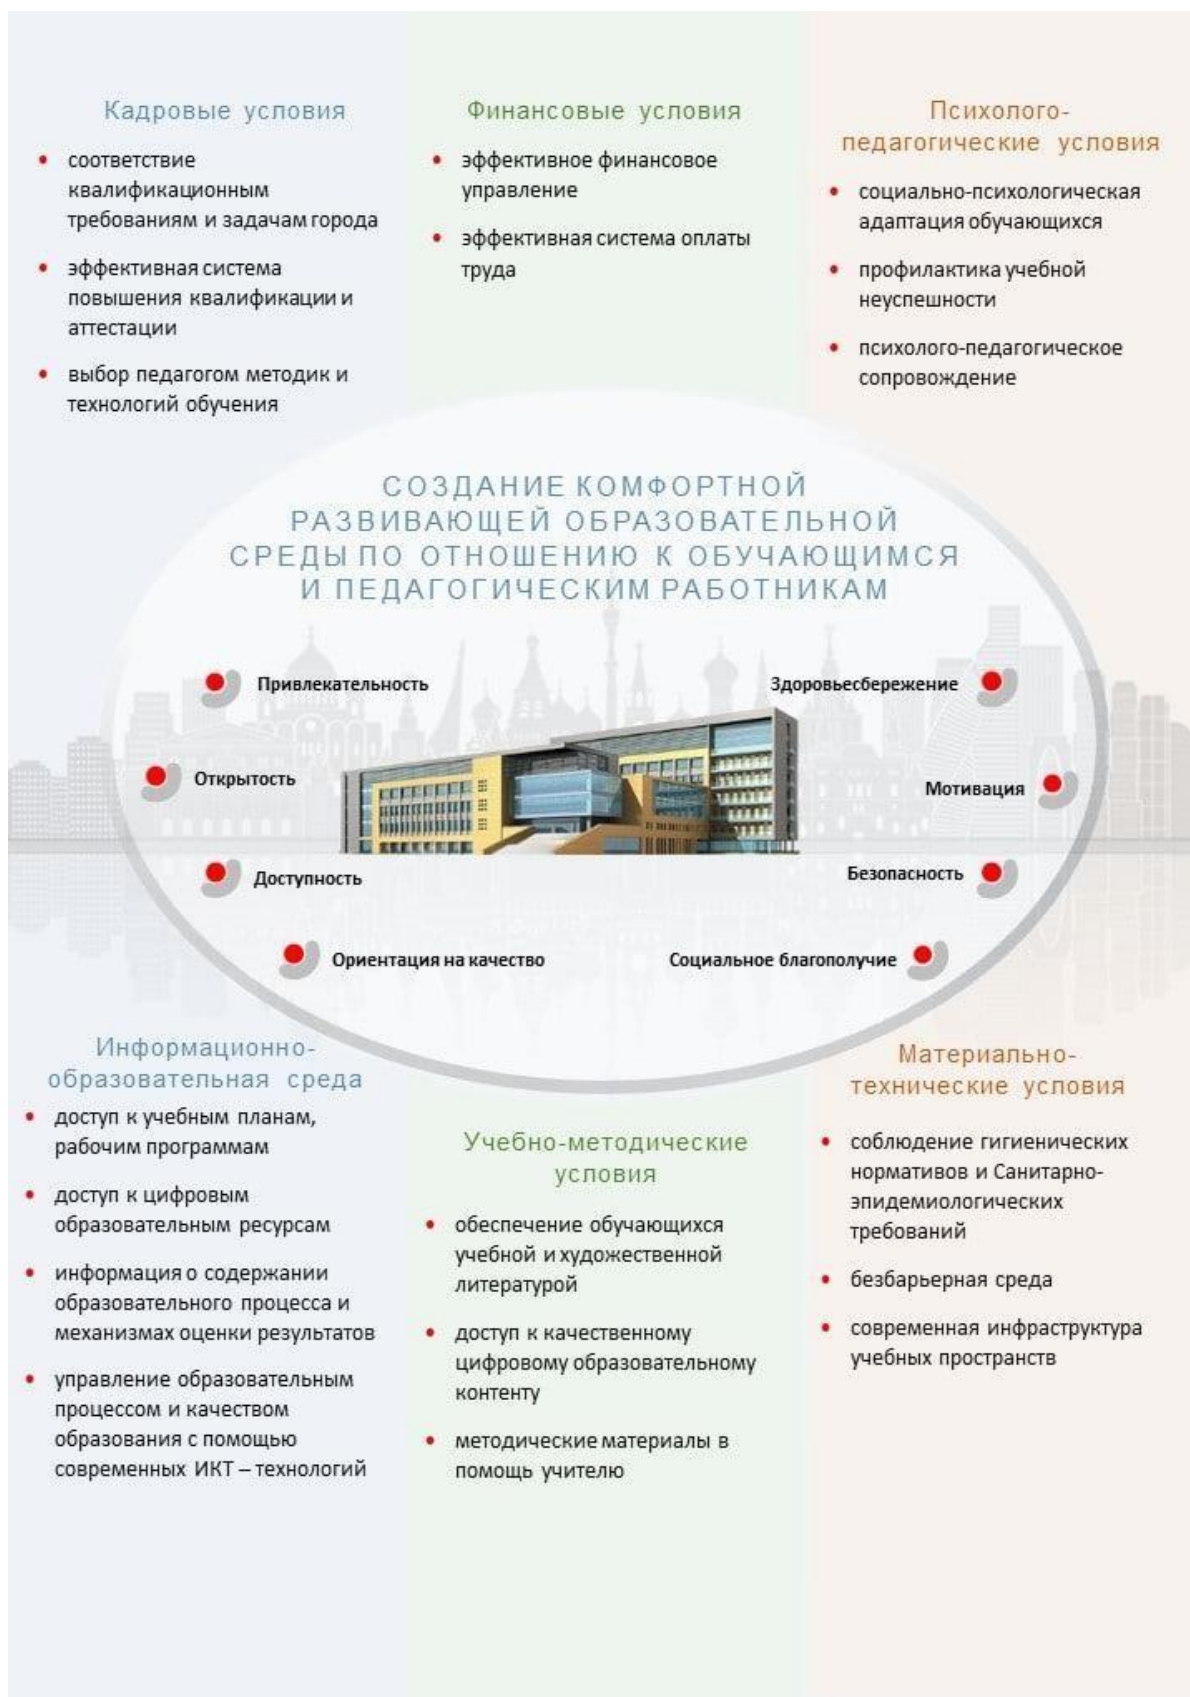 Кадровые условия
соответствие
квалификационным
требованиям и задачам города
эффективная система
повышения квалификации и
аттестации
выбор педагогом методик и
технологий обучения
Финансовые условия
эффективное финансовое
управление
эффективная система оплаты
труда
Психолого-
педагогические условия
социально-психологическая
адаптация обучающихся
профилактика учебной
неуспешности
психолого-педагогическое
сопровождение
СОЗДАНИЕ КОМФОРТНОЙ
РАЗВИВАЮЩЕЙ ОБРАЗОВАТЕЛЬНОЙ
СРЕДЫ ПО ОТНОШЕНИЮ К ОБУЧАЮЩИМСЯ
И ПЕДАГОГИЧЕСКИМ РАБОТНИКАМ
Привлекательность
Здоровьесбережение
Открытость
Мотивация
Доступность
Безопасность
Ориентация на качество
Социальное благополучие
Информационно-
образовательная среда
доступ к учебным планам,
рабочим программам
доступ к цифровым
образовательным ресурсам
информация о содержании
образовательного процесса и
механизмах оценки результатов
управление образовательным
процессом и качеством
образования с помощью
современных ИКТ – технологий
Учебно-методические
условия
обеспечение обучающихся
учебной и художественной
литературой
доступ к качественному
цифровому образовательному
контенту
методические материалы в
помощь учителю
Материально-
технические условия
соблюдение гигиенических
нормативов и Санитарно-
эпидемиологических
требований
безбарьерная среда
современная инфраструктура
учебных пространств